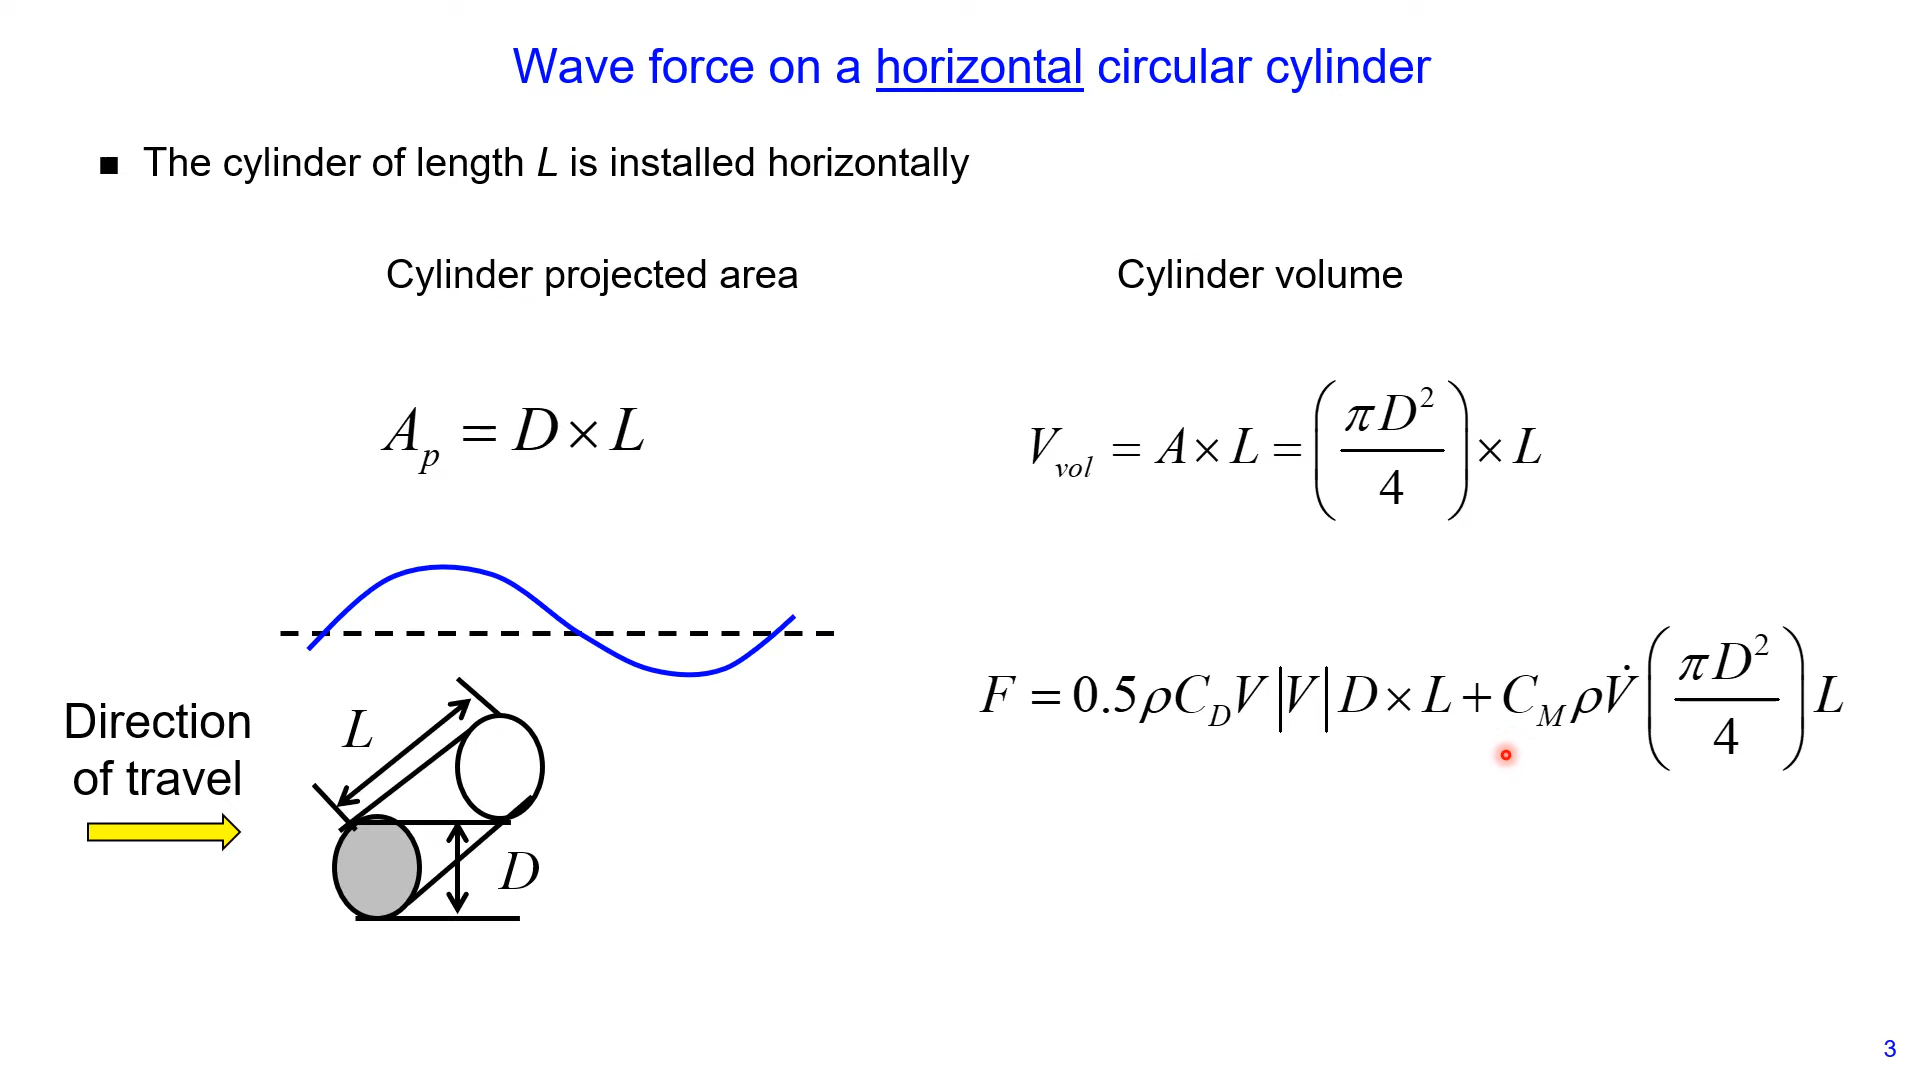 Wave force on a horizontal circular cylinder
■ The cylinder of length L is installed horizontally
Cylinder projected area
Cylinder volume
A_p = D × L
V_vol = A × L = (πD²/4) × L
F = 0.5ρC_D V|V| D × L + C_M ρV̇ (πD²/4) L
Direction
of travel
L
D
3